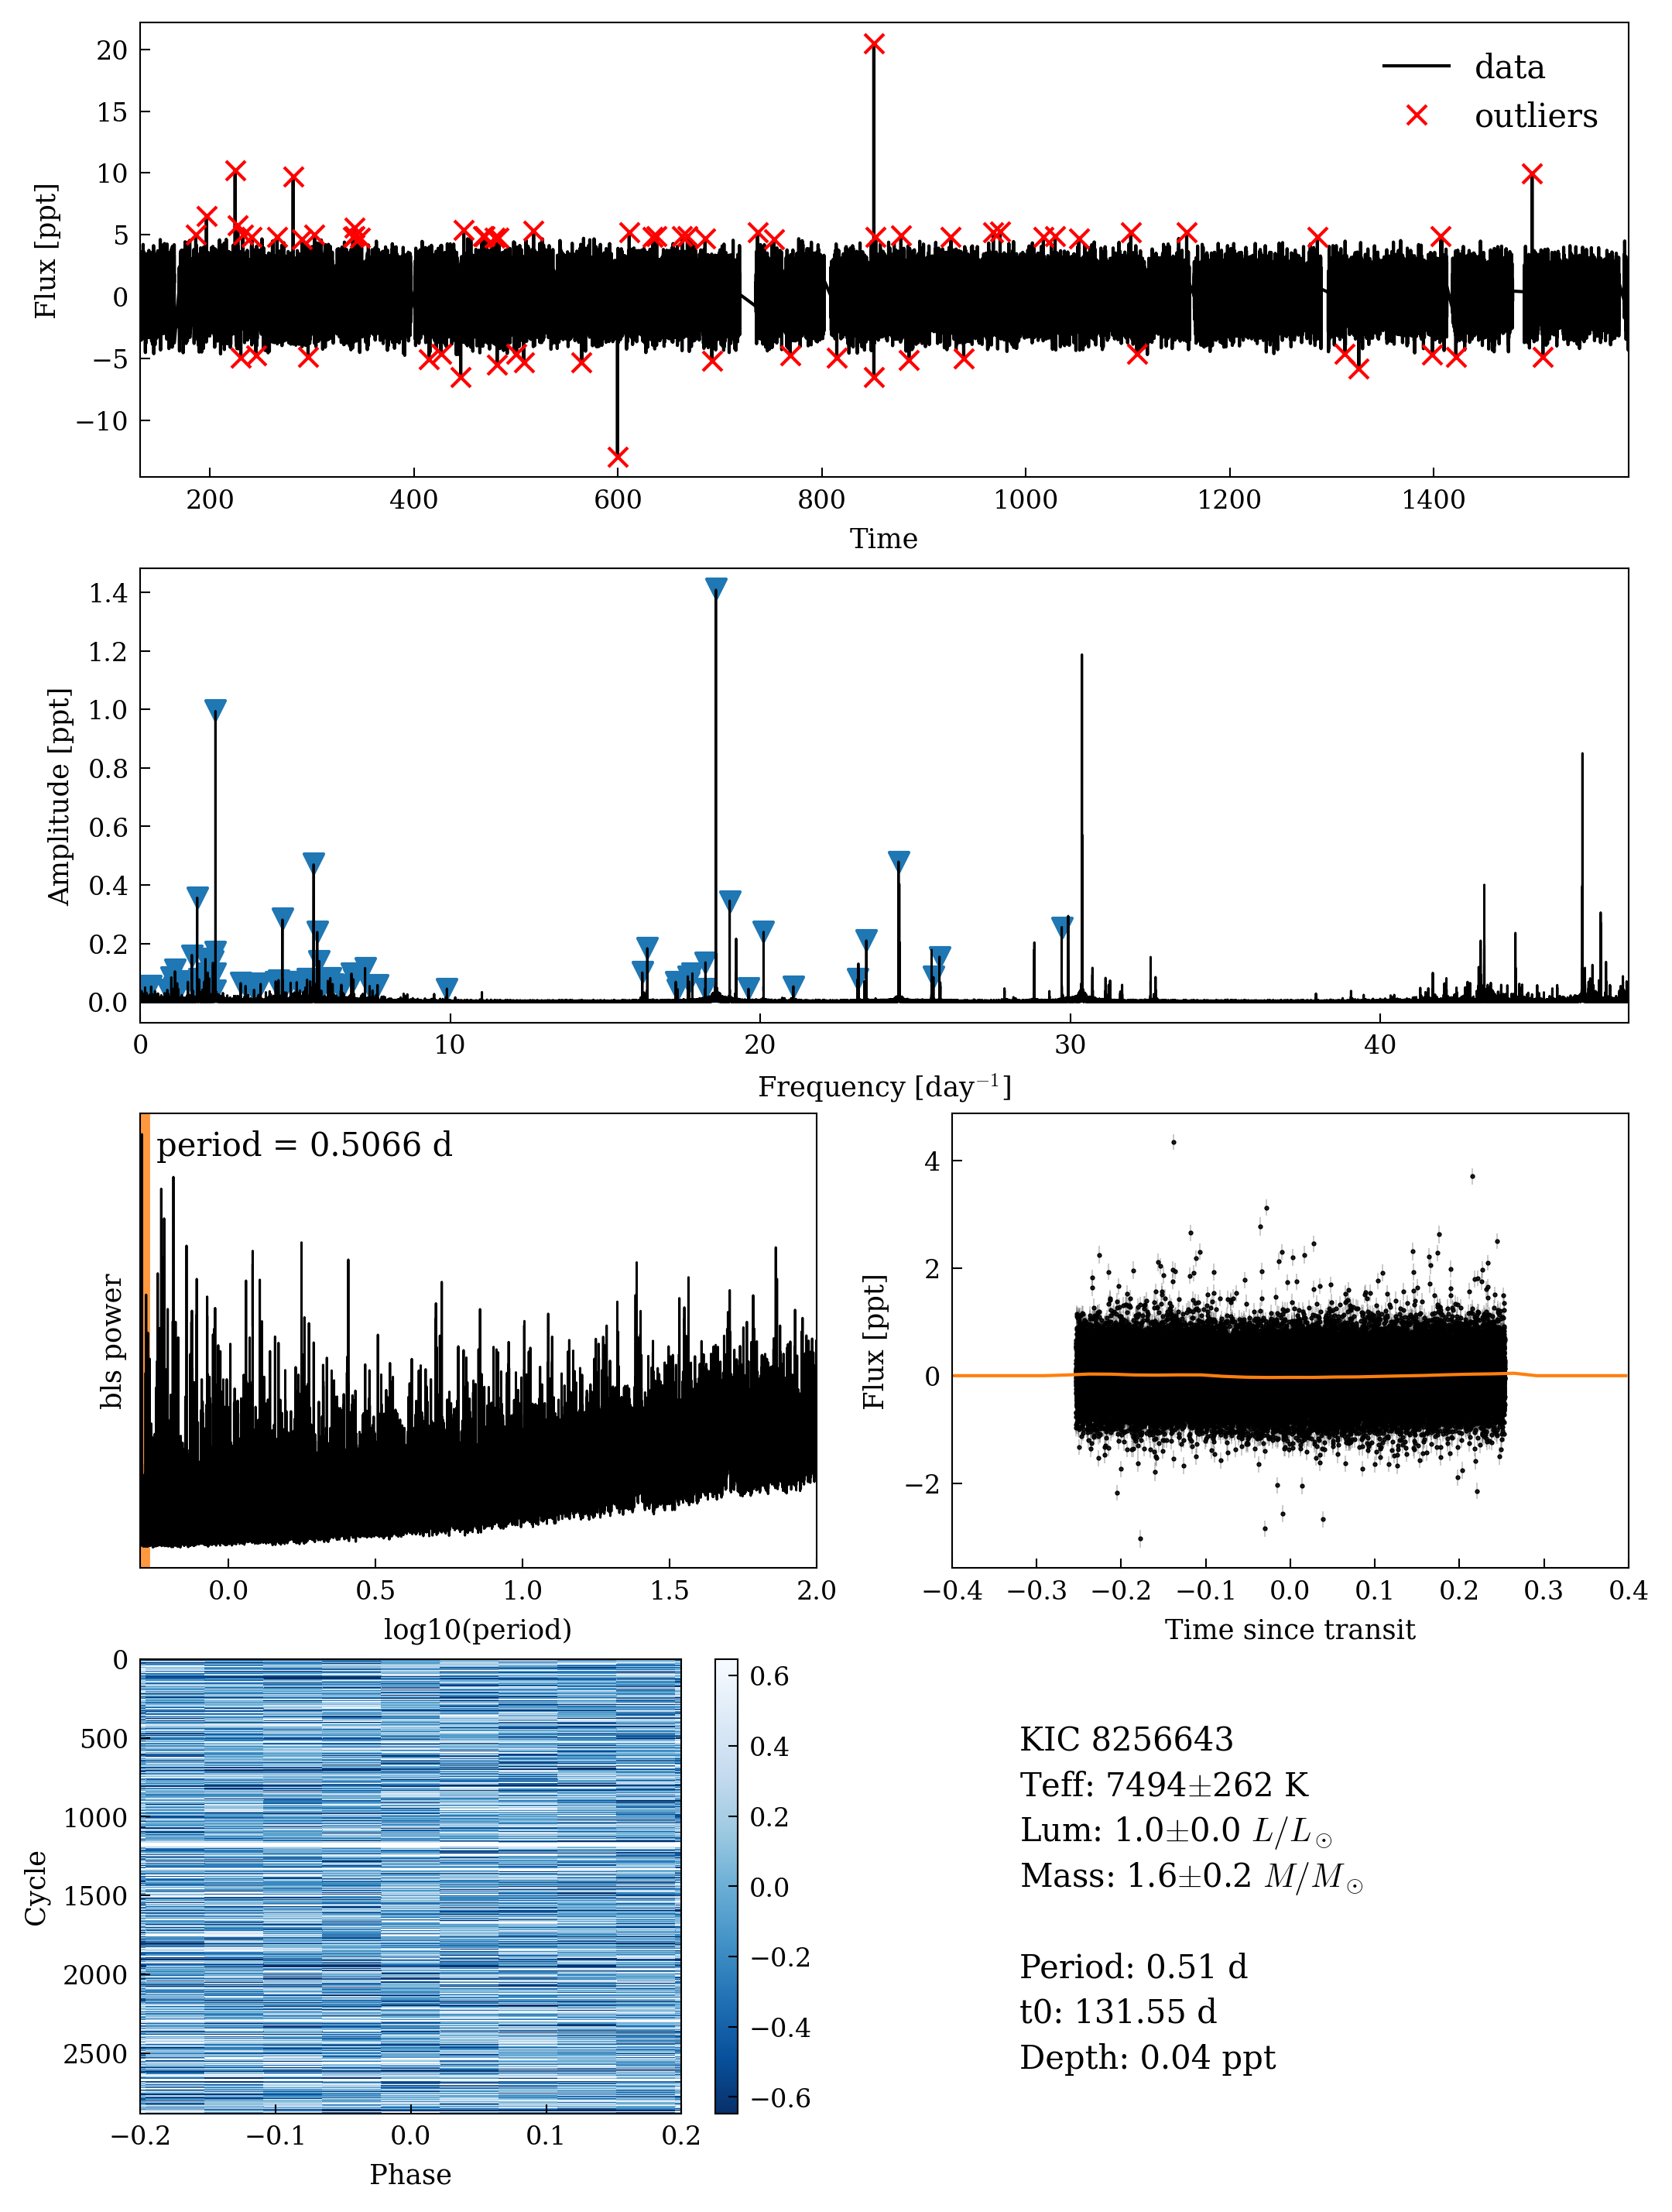 20
15
10
5
0
−5
−10
Flux [ppt]
data
outliers
200 400 600 800 1000 1200 1400
Time
1.4
1.2
1.0
0.8
0.6
0.4
0.2
0.0
Amplitude [ppt]
0 10 20 30 40
Frequency [day⁻¹]
period = 0.5066 d
bls power
0.0 0.5 1.0 1.5 2.0
log10(period)
4
2
0
−2
Flux [ppt]
−0.4 −0.3 −0.2 −0.1 0.0 0.1 0.2 0.3 0.4
Time since transit
0
500
1000
1500
2000
2500
Cycle
−0.2 −0.1 0.0 0.1 0.2
Phase
0.6
0.4
0.2
0.0
−0.2
−0.4
−0.6
KIC 8256643
Teff: 7494±262 K
Lum: 1.0±0.0 L/L☉
Mass: 1.6±0.2 M/M☉
Period: 0.51 d
t0: 131.55 d
Depth: 0.04 ppt